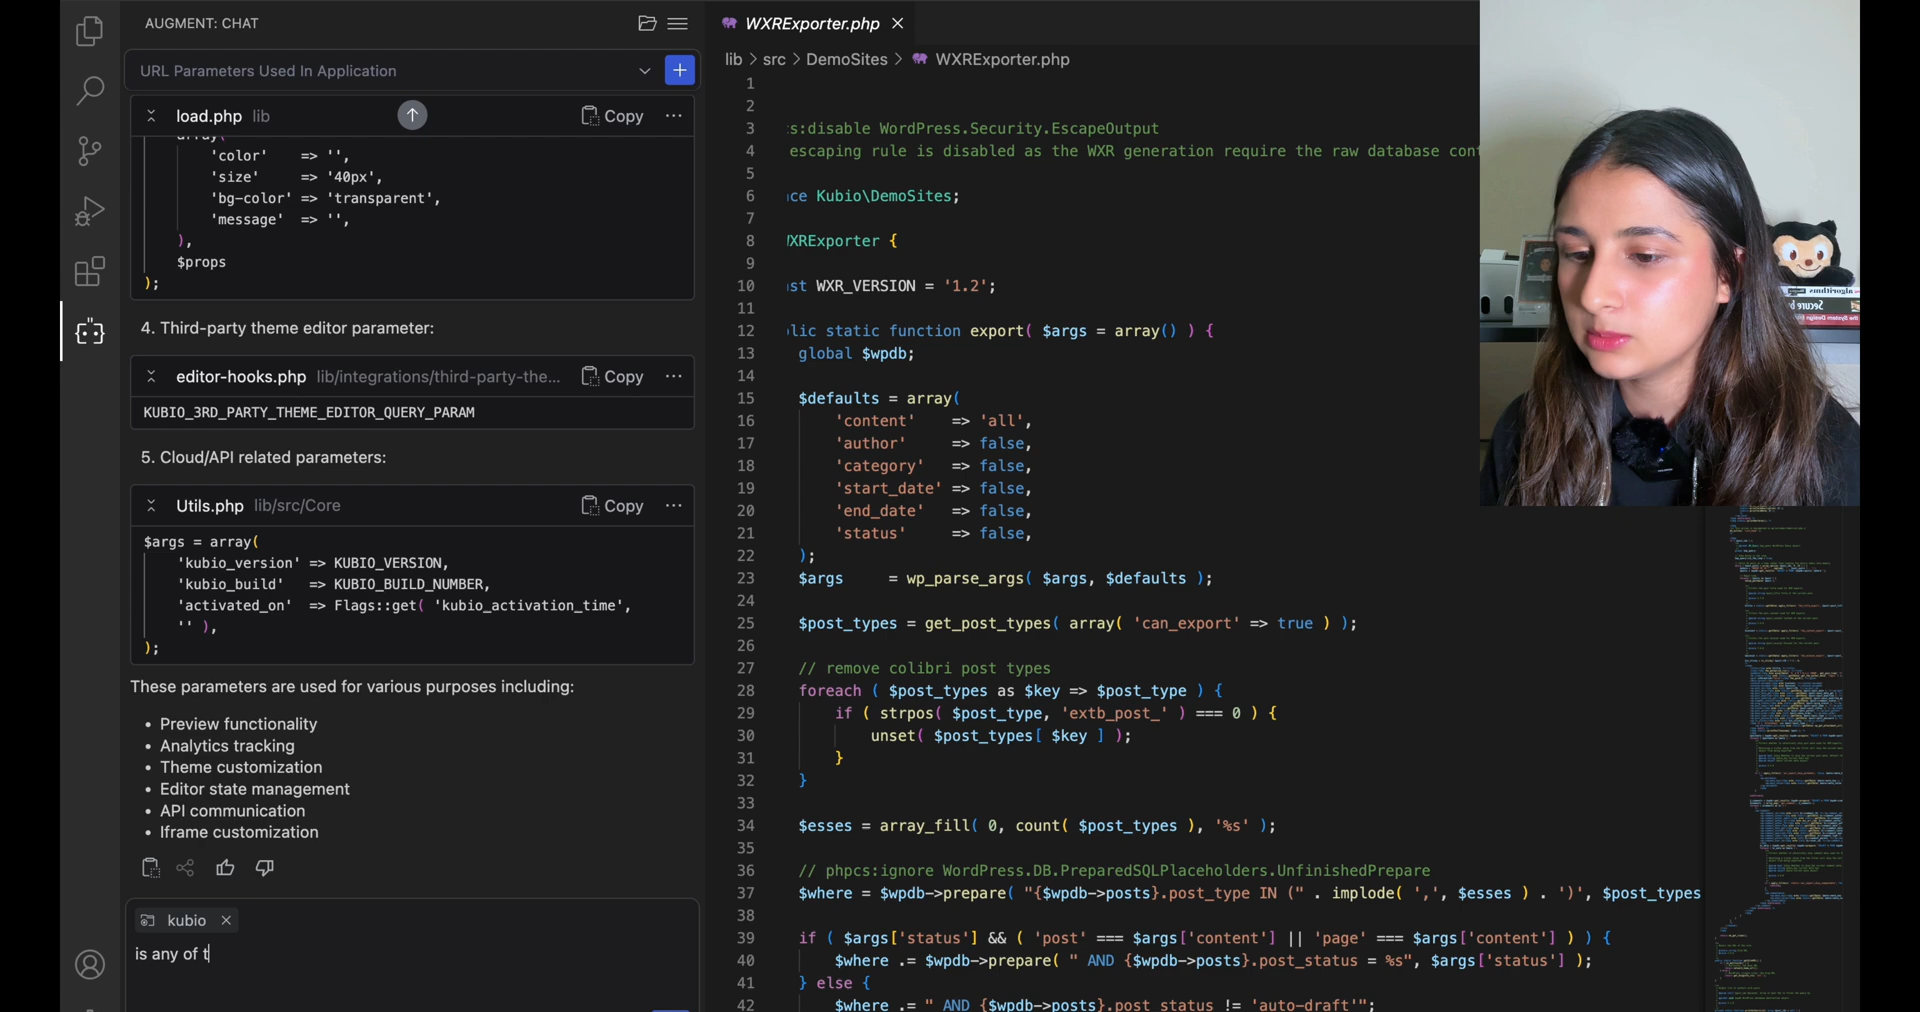 AUGMENT: CHAT
URL Parameters Used In Application
load.php lib
Copy
array(
'color' => '',
'size' => '40px',
'bg-color' => 'transparent',
'message' => '',
),
$props
);
4. Third-party theme editor parameter:
editor-hooks.php lib/integrations/third-party-the...
Copy
KUBIO_3RD_PARTY_THEME_EDITOR_QUERY_PARAM
5. Cloud/API related parameters:
Utils.php lib/src/Core
Copy
$args = array(
'kubio_version' => KUBIO_VERSION,
'kubio_build' => KUBIO_BUILD_NUMBER,
'activated_on' => Flags::get( 'kubio_activation_time',
'' ),
);
These parameters are used for various purposes including:
• Preview functionality
• Analytics tracking
• Theme customization
• Editor state management
• API communication
• Iframe customization
kubio
is any of t
WXRExporter.php
lib > src > DemoSites > WXRExporter.php
1
2
3 cs:disable WordPress.Security.EscapeOutput
4 escaping rule is disabled as the WXR generation require the raw database cont
5
6 ce Kubio\DemoSites;
7
8 WXRExporter {
9
10 st WXR_VERSION = '1.2';
11
12 lic static function export( $args = array() ) {
13 global $wpdb;
14
15 $defaults = array(
16 'content' => 'all',
17 'author' => false,
18 'category' => false,
19 'start_date' => false,
20 'end_date' => false,
21 'status' => false,
22 );
23 $args = wp_parse_args( $args, $defaults );
24
25 $post_types = get_post_types( array( 'can_export' => true ) );
26
27 // remove colibri post types
28 foreach ( $post_types as $key => $post_type ) {
29 if ( strpos( $post_type, 'extb_post_' ) === 0 ) {
30 unset( $post_types[ $key ] );
31 }
32 }
33
34 $esses = array_fill( 0, count( $post_types ), '%s' );
35
36 // phpcs:ignore WordPress.DB.PreparedSQLPlaceholders.UnfinishedPrepare
37 $where = $wpdb->prepare( "{$wpdb->posts}.post_type IN (" . implode( ',', $esses ) . ')', $post_types
38
39 if ( $args['status'] && ( 'post' === $args['content'] || 'page' === $args['content'] ) ) {
40 $where .= $wpdb->prepare( " AND {$wpdb->posts}.post_status = %s", $args['status'] );
41 } else {
42 $where .= " AND {$wpdb->posts}.post_status != 'auto-draft'";